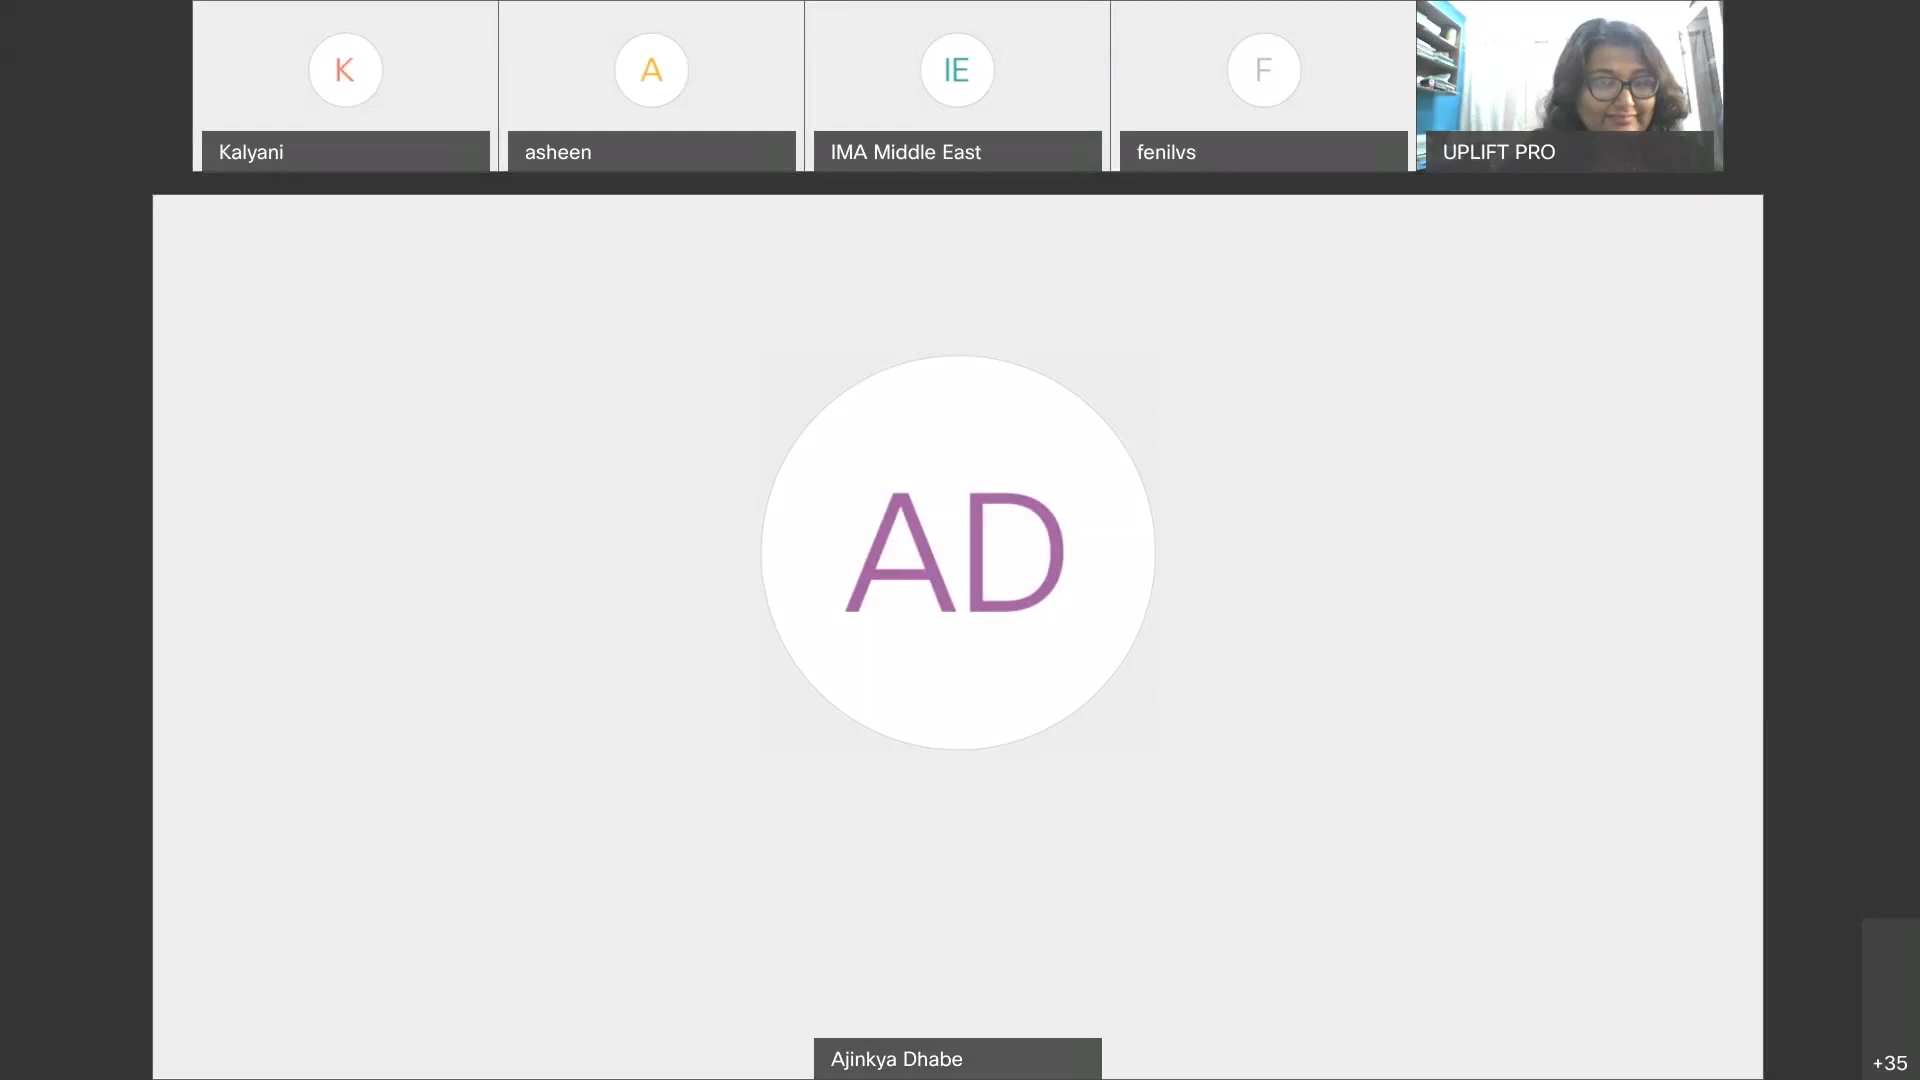 K
A
IE
F
Kalyani
asheen
IMA Middle East
fenilvs
UPLIFT PRO
AD
Ajinkya Dhabe
+35